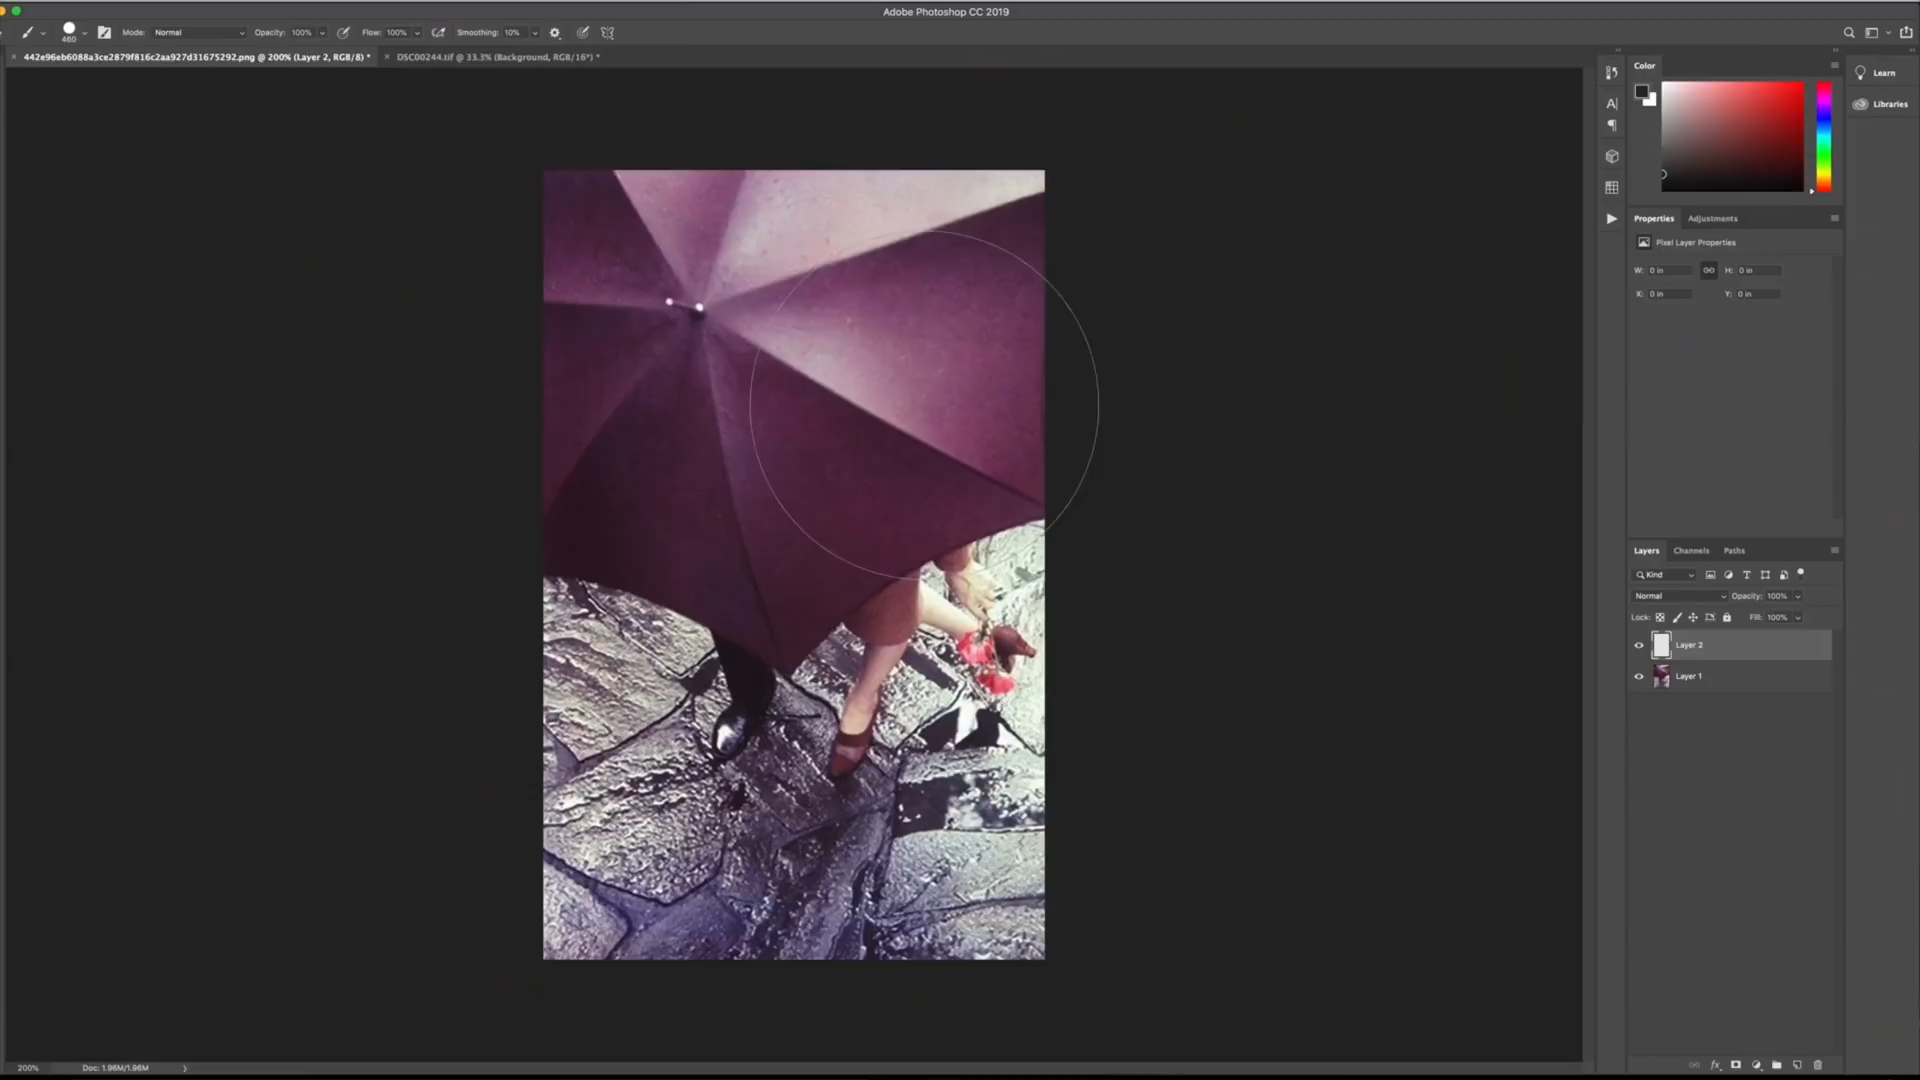 Adobe Photoshop CC 2019
460
Mode: Normal
Opacity: 100%
Flow: 100%
Smoothing: 10%
442e96eb6088a3ce2879f816c2aa927d31675292.png @ 200% (Layer 2, RGB/8) *
DSC00244.tif @ 33.3% (Background, RGB/16*) *
Color
Learn
Libraries
Properties Adjustments
Pixel Layer Properties
W: 0 in H: 0 in
X: 0 in Y: 0 in
Layers Channels Paths
Kind
Normal Opacity: 100%
Lock: Fill: 100%
Layer 2
Layer 1
200% Doc: 1.96M/1.96M
fx